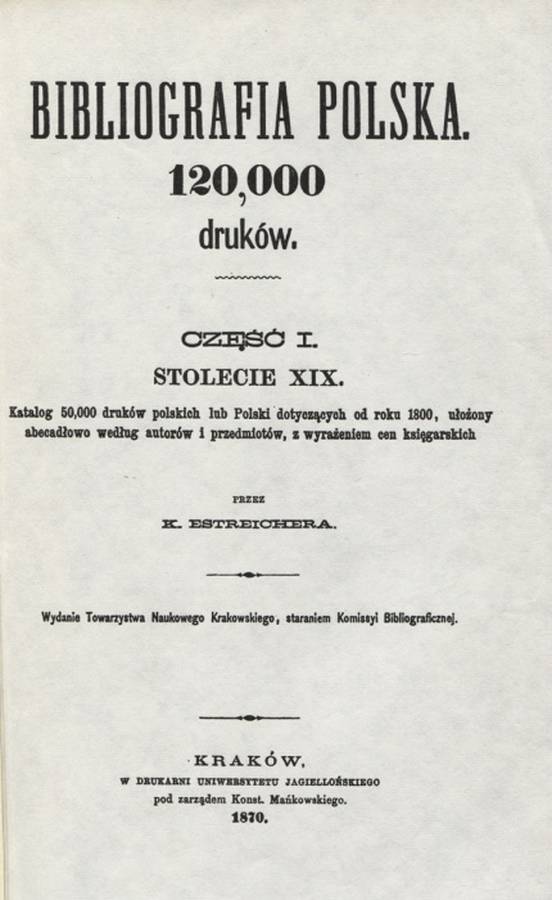 BIBLIOGRAFIA POLSKA.
120,000
druków.
CZĘŚĆ I.
STOLECIE XIX.
Katalog 50,000 druków polskich lub Polski dotyczących od roku 1800, ułożony
abecadłowo według autorów i przedmiotów, z wyrażeniem cen księgarskich
PRZEZ
K. ESTREICHERA.
Wydanie Towarzystwa Naukowego Krakowskiego, staraniem Komissyi Bibliograficznej.
KRAKÓW,
W DRUKARNI UNIWERSYTETU JAGIELLOŃSKIEGO
pod zarządem Konst. Mańkowskiego.
1870.